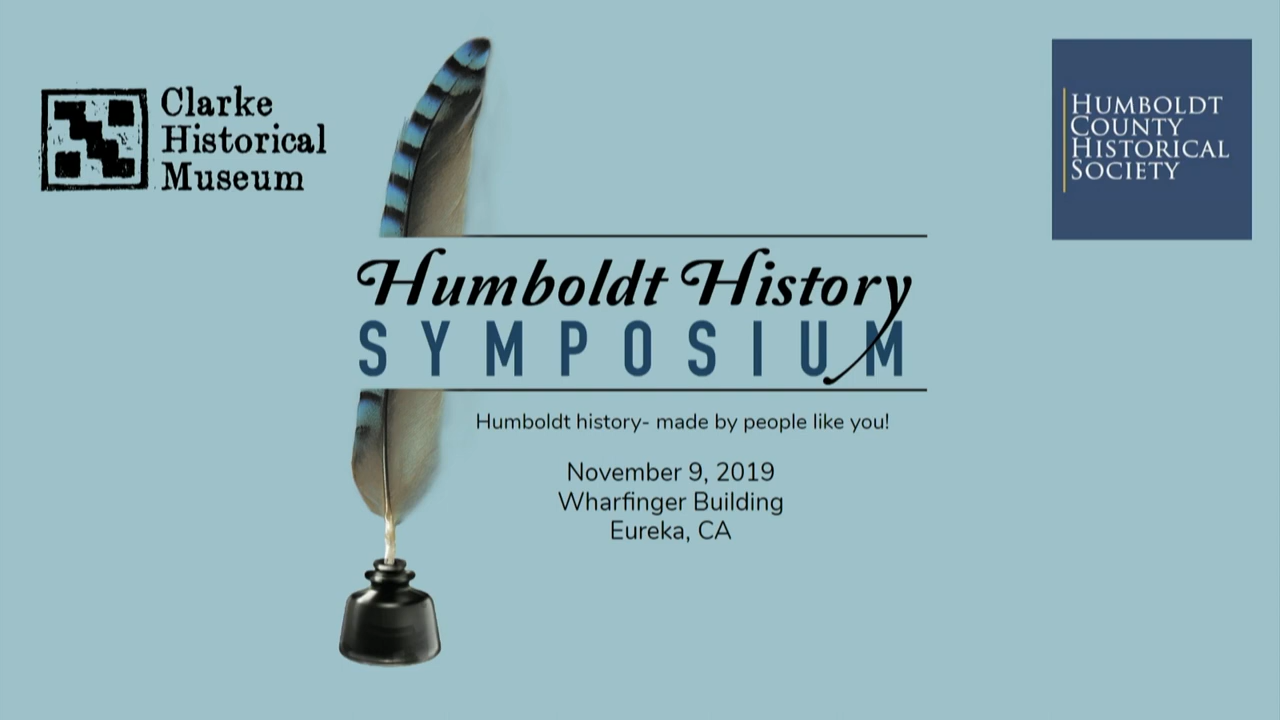 Clarke
Historical
Museum
HUMBOLDT
COUNTY
HISTORICAL
SOCIETY
Humboldt History
SYMPOSIUM
Humboldt history- made by people like you!
November 9, 2019
Wharfinger Building
Eureka, CA